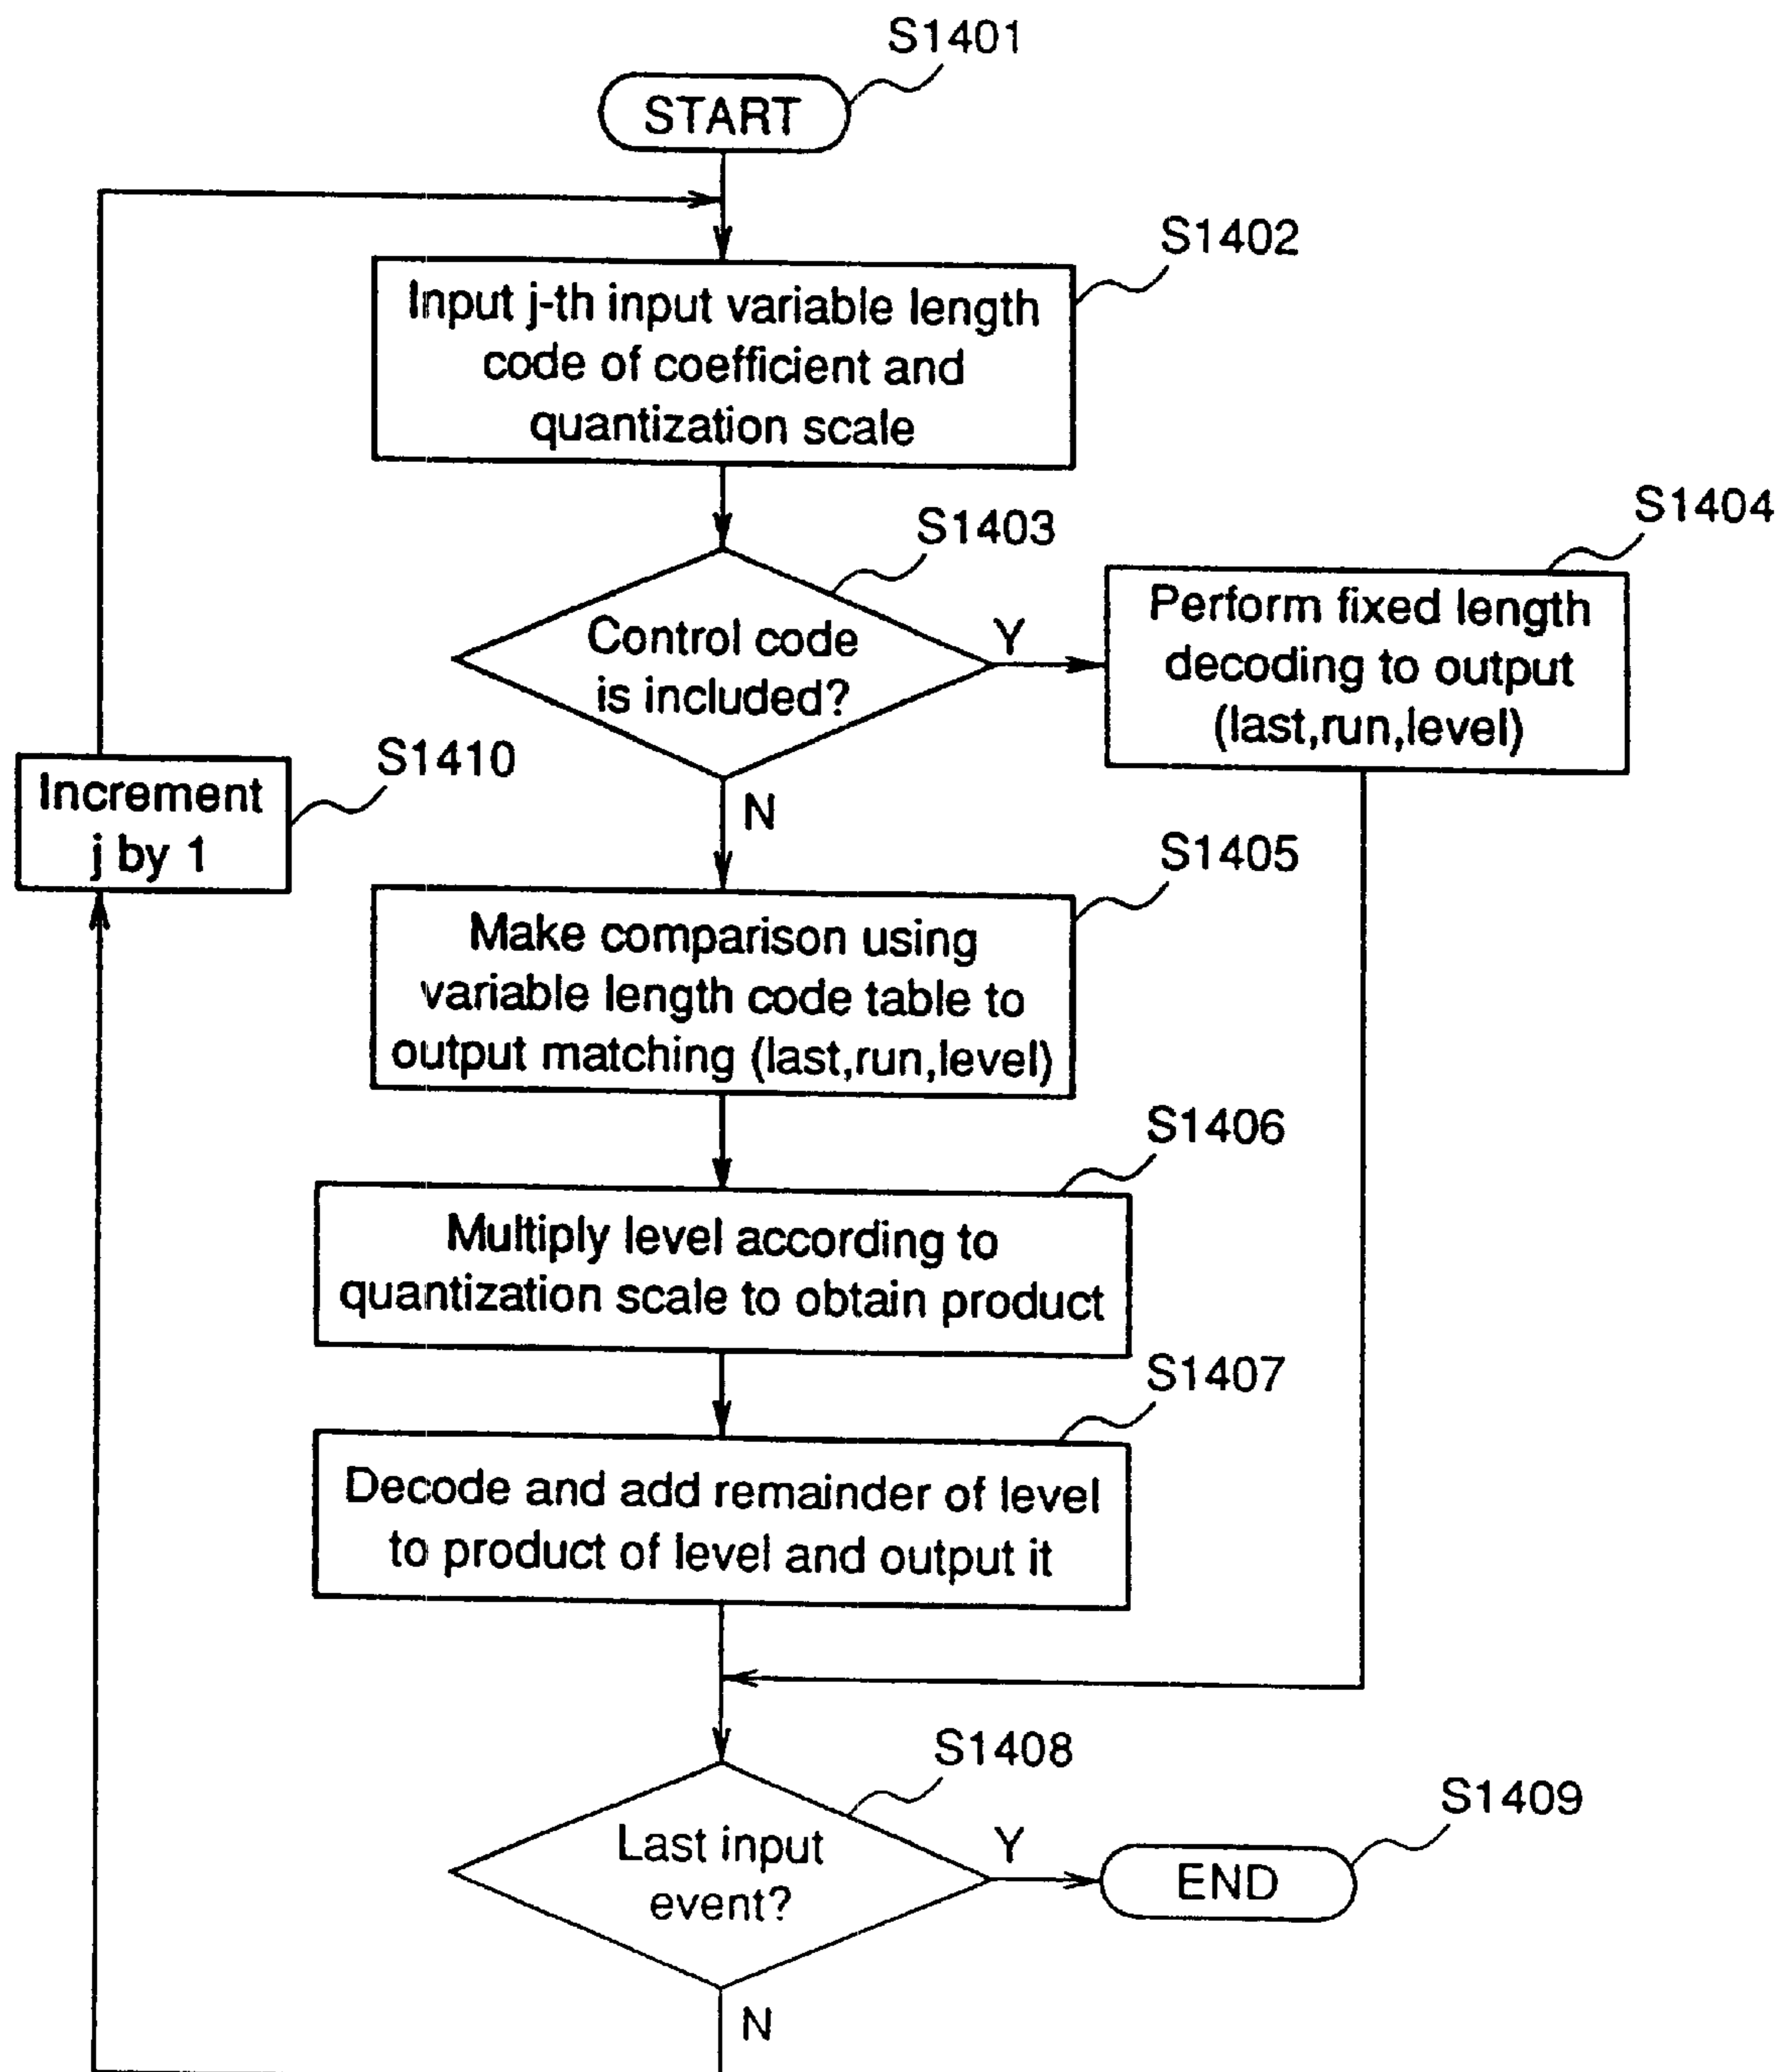 S1401
START
S1402
Input j-th input variable length
code of coefficient and
quantization scale
S1403
Control code
is included?
Y
N
S1404
Perform fixed length
decoding to output
(last,run,level)
S1410
Increment
j by 1
S1405
Make comparison using
variable length code table to
output matching (last,run,level)
S1406
Multiply level according to
quantization scale to obtain product
S1407
Decode and add remainder of level
to product of level and output it
S1408
Last input
event?
Y
N
S1409
END